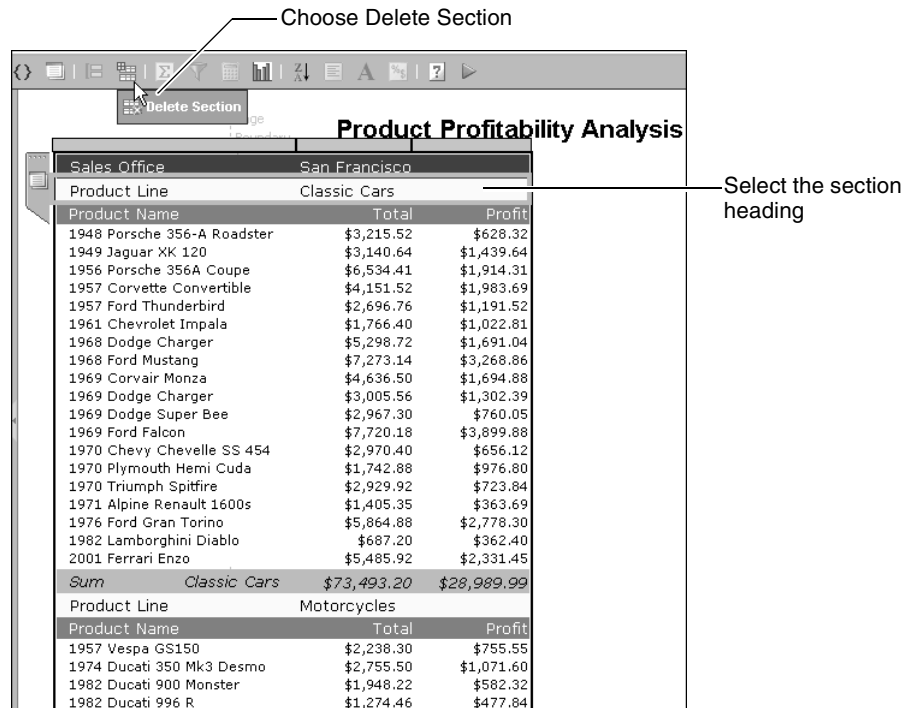 Choose Delete Section
Delete Section
Page
Boundary
Product Profitability Analysis
Sales Office San Francisco
Product Line Classic Cars
Select the section
heading
Product Name Total Profit
1948 Porsche 356-A Roadster $3,215.52 $628.32
1949 Jaguar XK 120 $3,140.64 $1,439.64
1956 Porsche 356A Coupe $6,534.41 $1,914.31
1957 Corvette Convertible $4,151.52 $1,983.69
1957 Ford Thunderbird $2,696.76 $1,191.52
1961 Chevrolet Impala $1,766.40 $1,022.81
1968 Dodge Charger $5,298.72 $1,691.04
1968 Ford Mustang $7,273.14 $3,268.86
1969 Corvair Monza $4,636.50 $1,694.88
1969 Dodge Charger $3,005.56 $1,302.39
1969 Dodge Super Bee $2,967.30 $760.05
1969 Ford Falcon $7,720.18 $3,899.88
1970 Chevy Chevelle SS 454 $2,970.40 $656.12
1970 Plymouth Hemi Cuda $1,742.88 $976.80
1970 Triumph Spitfire $2,929.92 $723.84
1971 Alpine Renault 1600s $1,405.35 $363.69
1976 Ford Gran Torino $5,864.88 $2,778.30
1982 Lamborghini Diablo $687.20 $362.40
2001 Ferrari Enzo $5,485.92 $2,331.45
Sum Classic Cars $73,493.20 $28,989.99
Product Line Motorcycles
Product Name Total Profit
1957 Vespa GS150 $2,238.30 $755.55
1974 Ducati 350 Mk3 Desmo $2,755.50 $1,071.60
1982 Ducati 900 Monster $1,948.22 $582.32
1982 Ducati 996 R $1,274.46 $477.84